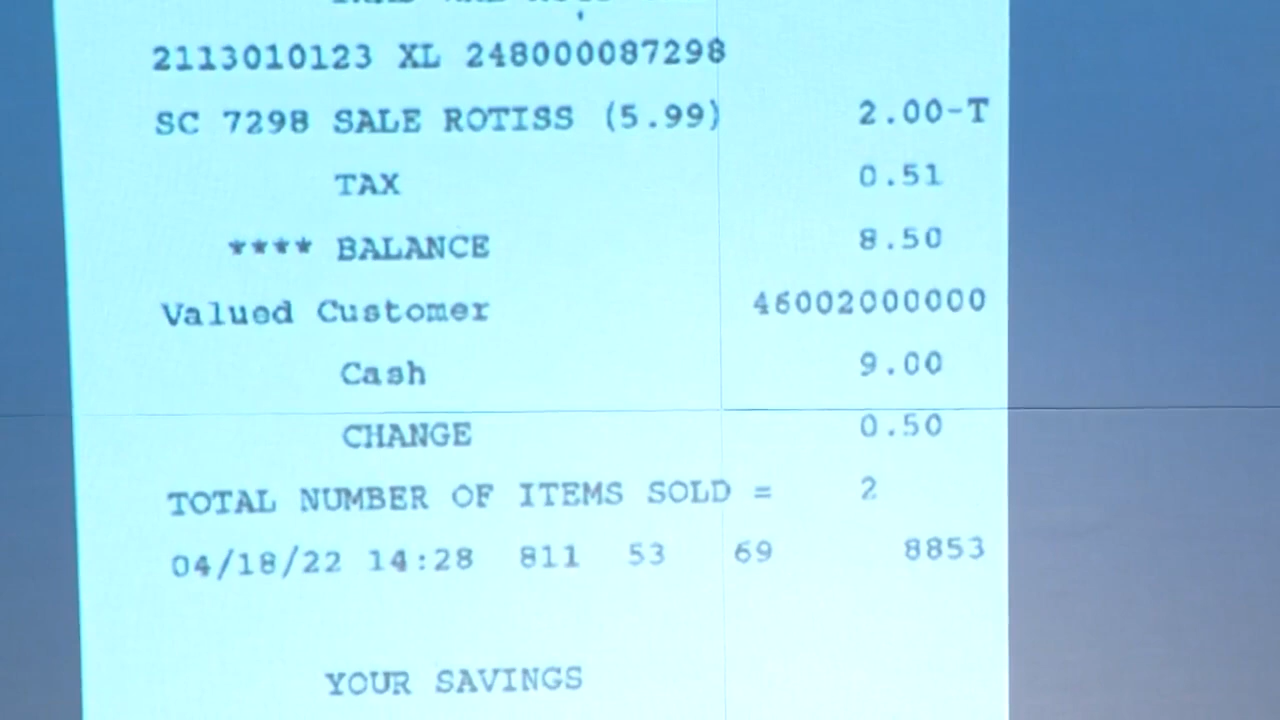 2113010123 XL 248000087298
SC 7298 SALE ROTISS (5.99) 2.00-T
TAX 0.51
**** BALANCE 8.50
Valued Customer 46002000000
Cash 9.00
CHANGE 0.50
TOTAL NUMBER OF ITEMS SOLD = 2
04/18/22 14:28 811 53 69 8853
YOUR SAVINGS